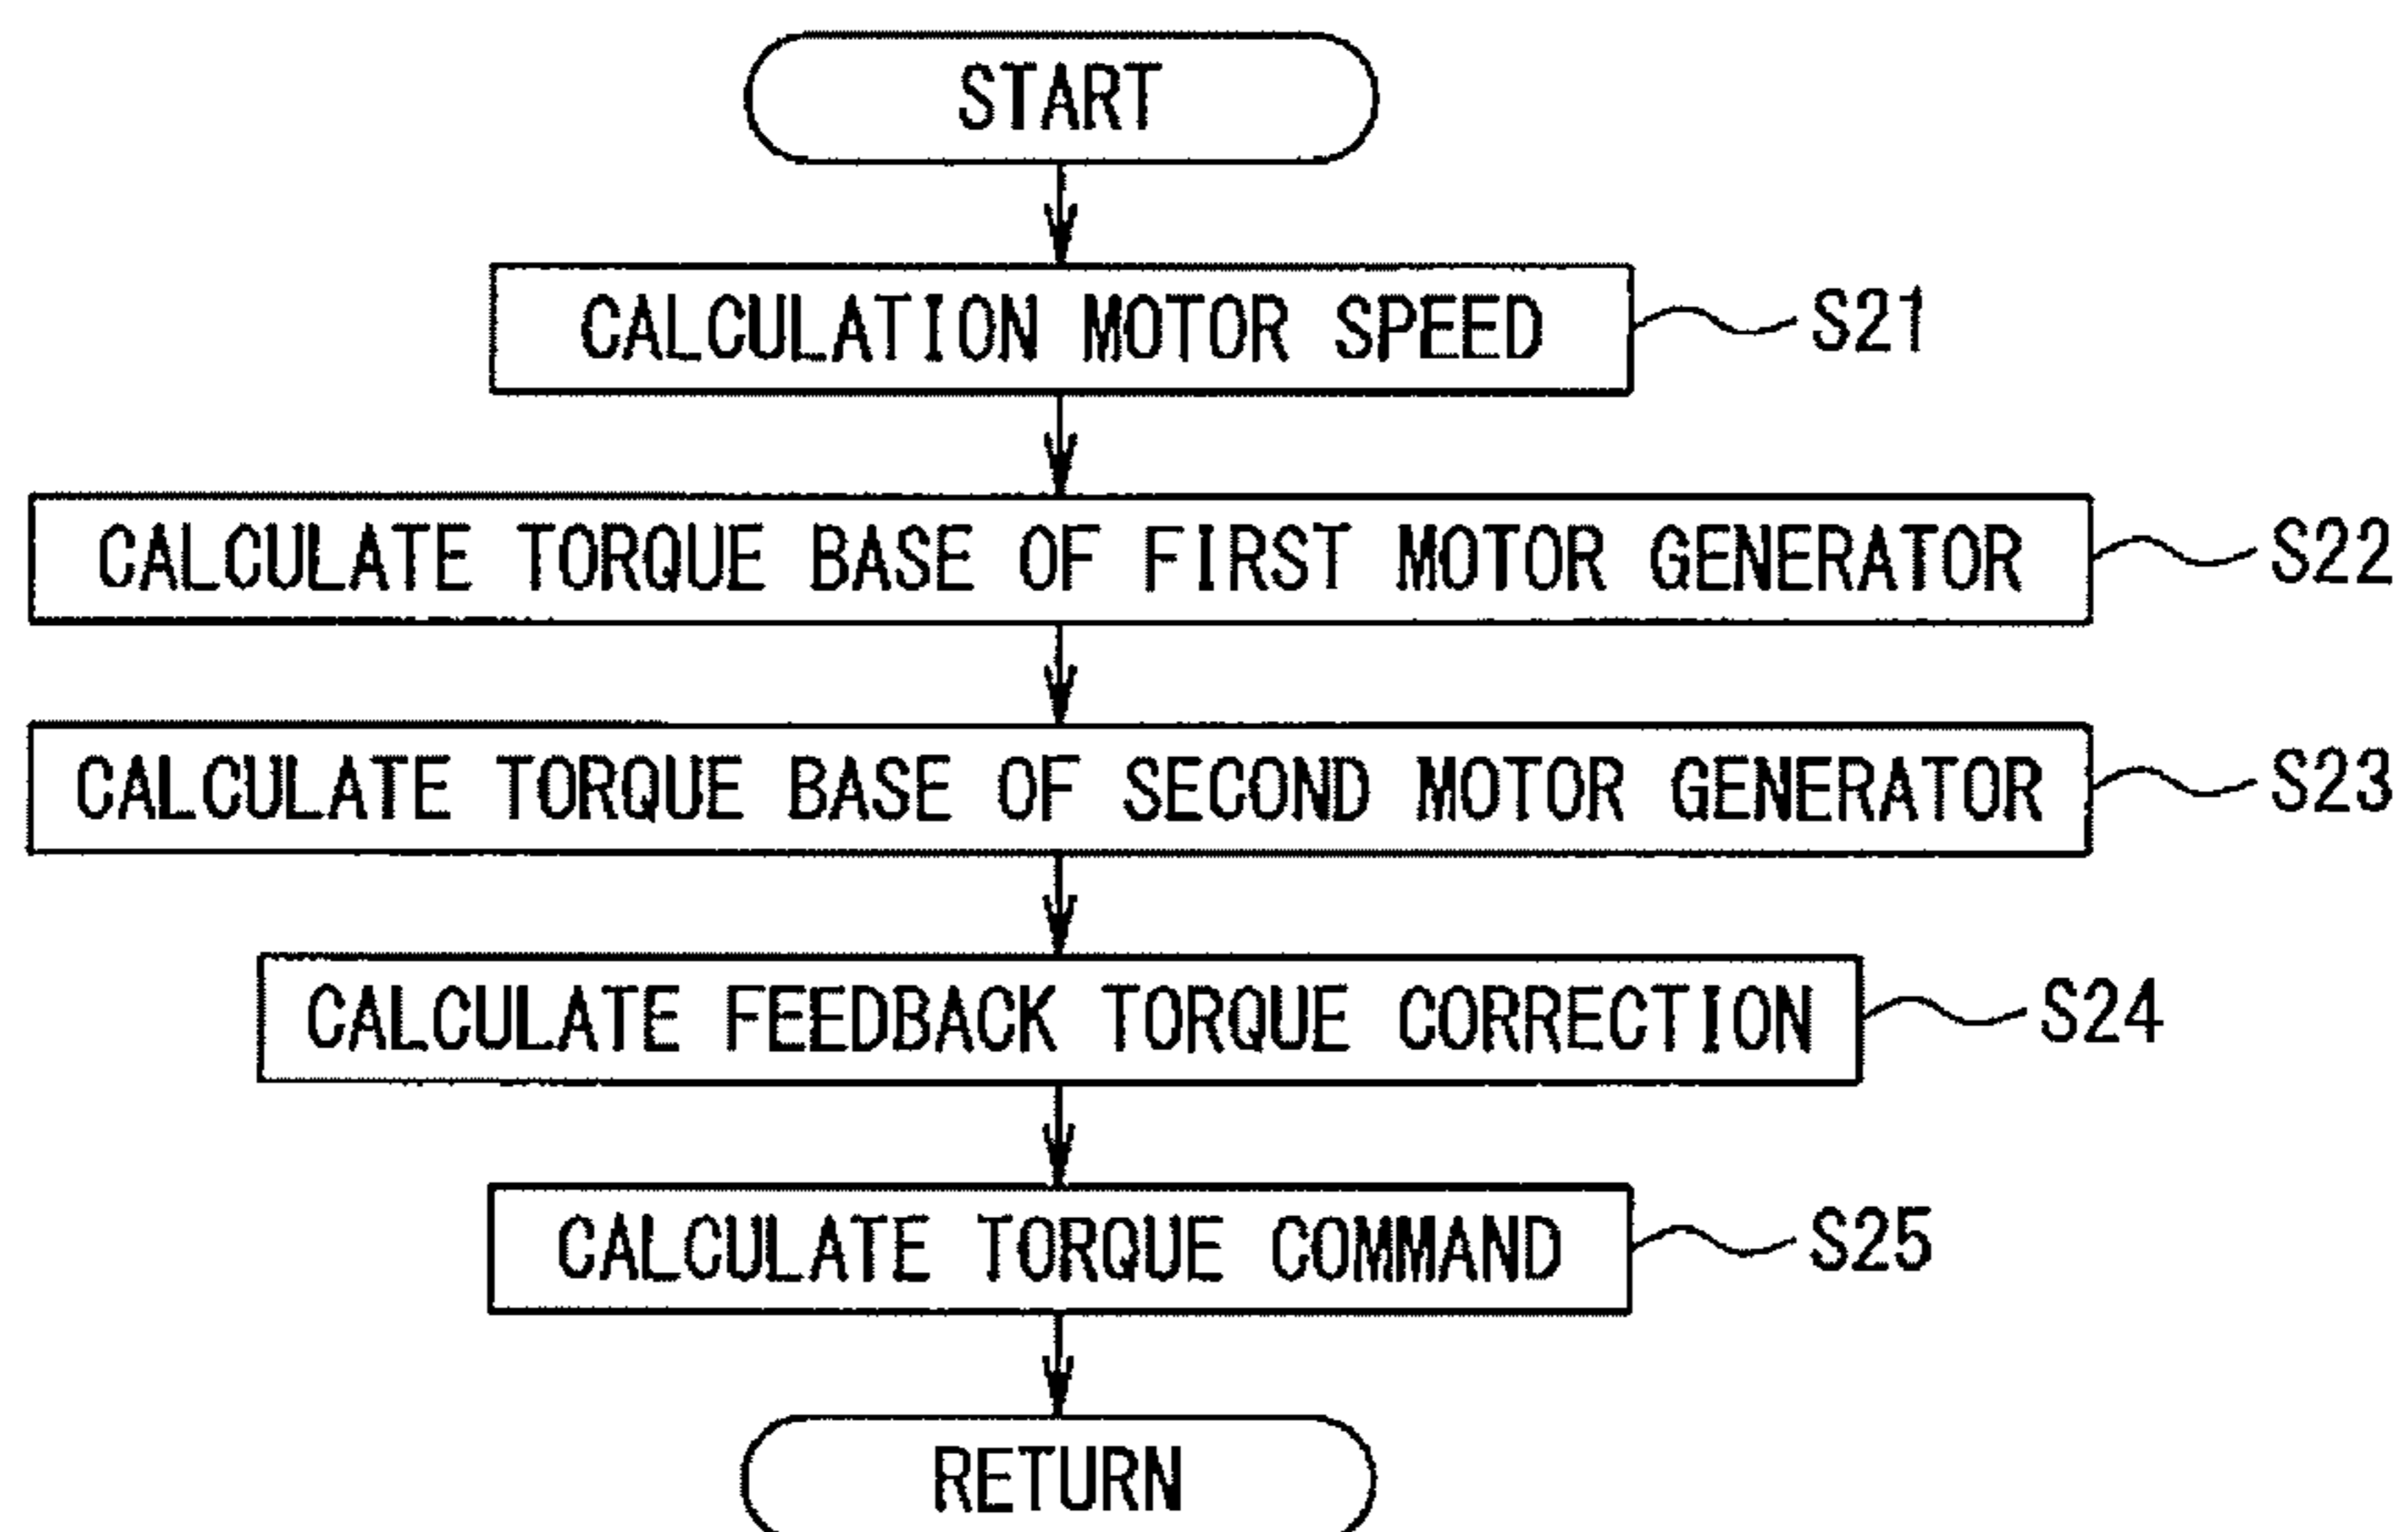 START
CALCULATION MOTOR SPEED S21
CALCULATE TORQUE BASE OF FIRST MOTOR GENERATOR S22
CALCULATE TORQUE BASE OF SECOND MOTOR GENERATOR S23
CALCULATE FEEDBACK TORQUE CORRECTION S24
CALCULATE TORQUE COMMAND S25
RETURN